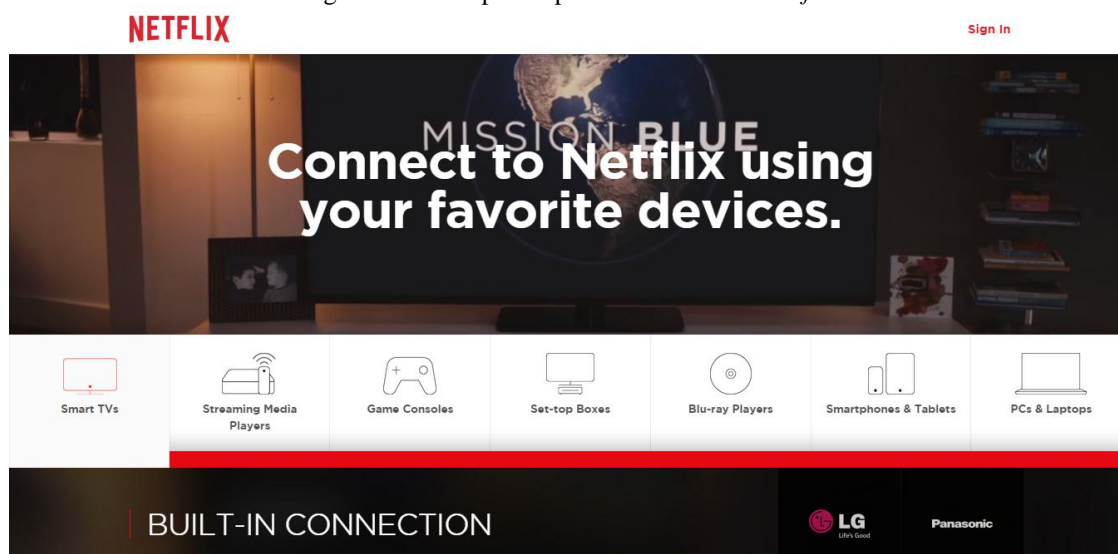 NETFLIX
Sign In
MISSION BLUE
Connect to Netflix using
your favorite devices.
Smart TVs
Streaming Media
Players
Game Consoles
Set-top Boxes
Blu-ray Players
Smartphones & Tablets
PCs & Laptops
BUILT-IN CONNECTION
LG
Life's Good
Panasonic